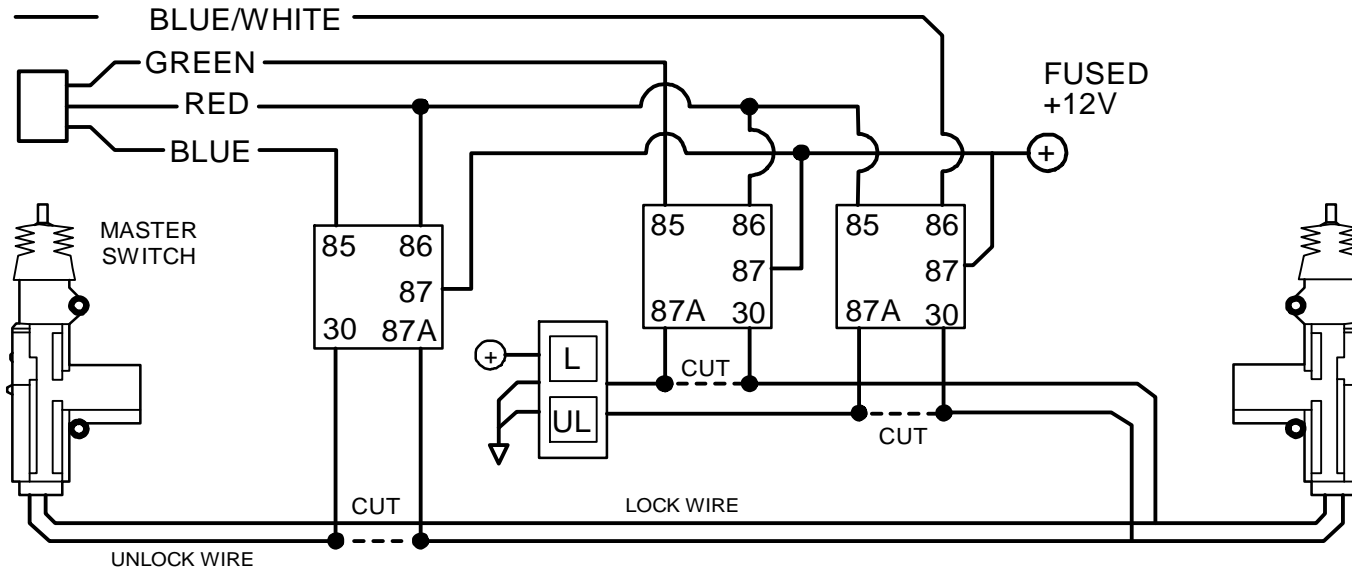 BLUE/WHITE
GREEN
RED
BLUE
FUSED
+12V
+
MASTER
SWITCH
85 86
87
30 87A
85 86
87
87A 30
85 86
87
87A 30
+
L
UL
CUT
CUT
CUT
LOCK WIRE
UNLOCK WIRE